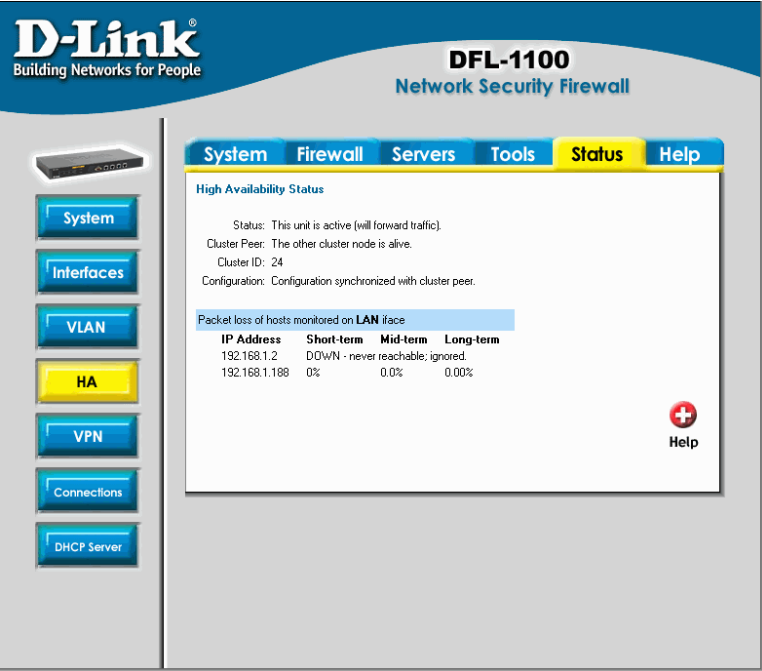 D-Link®
Building Networks for People
DFL-1100
Network Security Firewall
System Firewall Servers Tools Status Help
System
Interfaces
VLAN
HA
VPN
Connections
DHCP Server
High Availability Status
Status: This unit is active (will forward traffic).
Cluster Peer: The other cluster node is alive.
Cluster ID: 24
Configuration: Configuration synchronized with cluster peer.
Packet loss of hosts monitored on LAN iface
IP Address Short-term Mid-term Long-term
192.168.1.2 DOWN - never reachable; ignored.
192.168.1.188 0% 0.0% 0.00%
Help